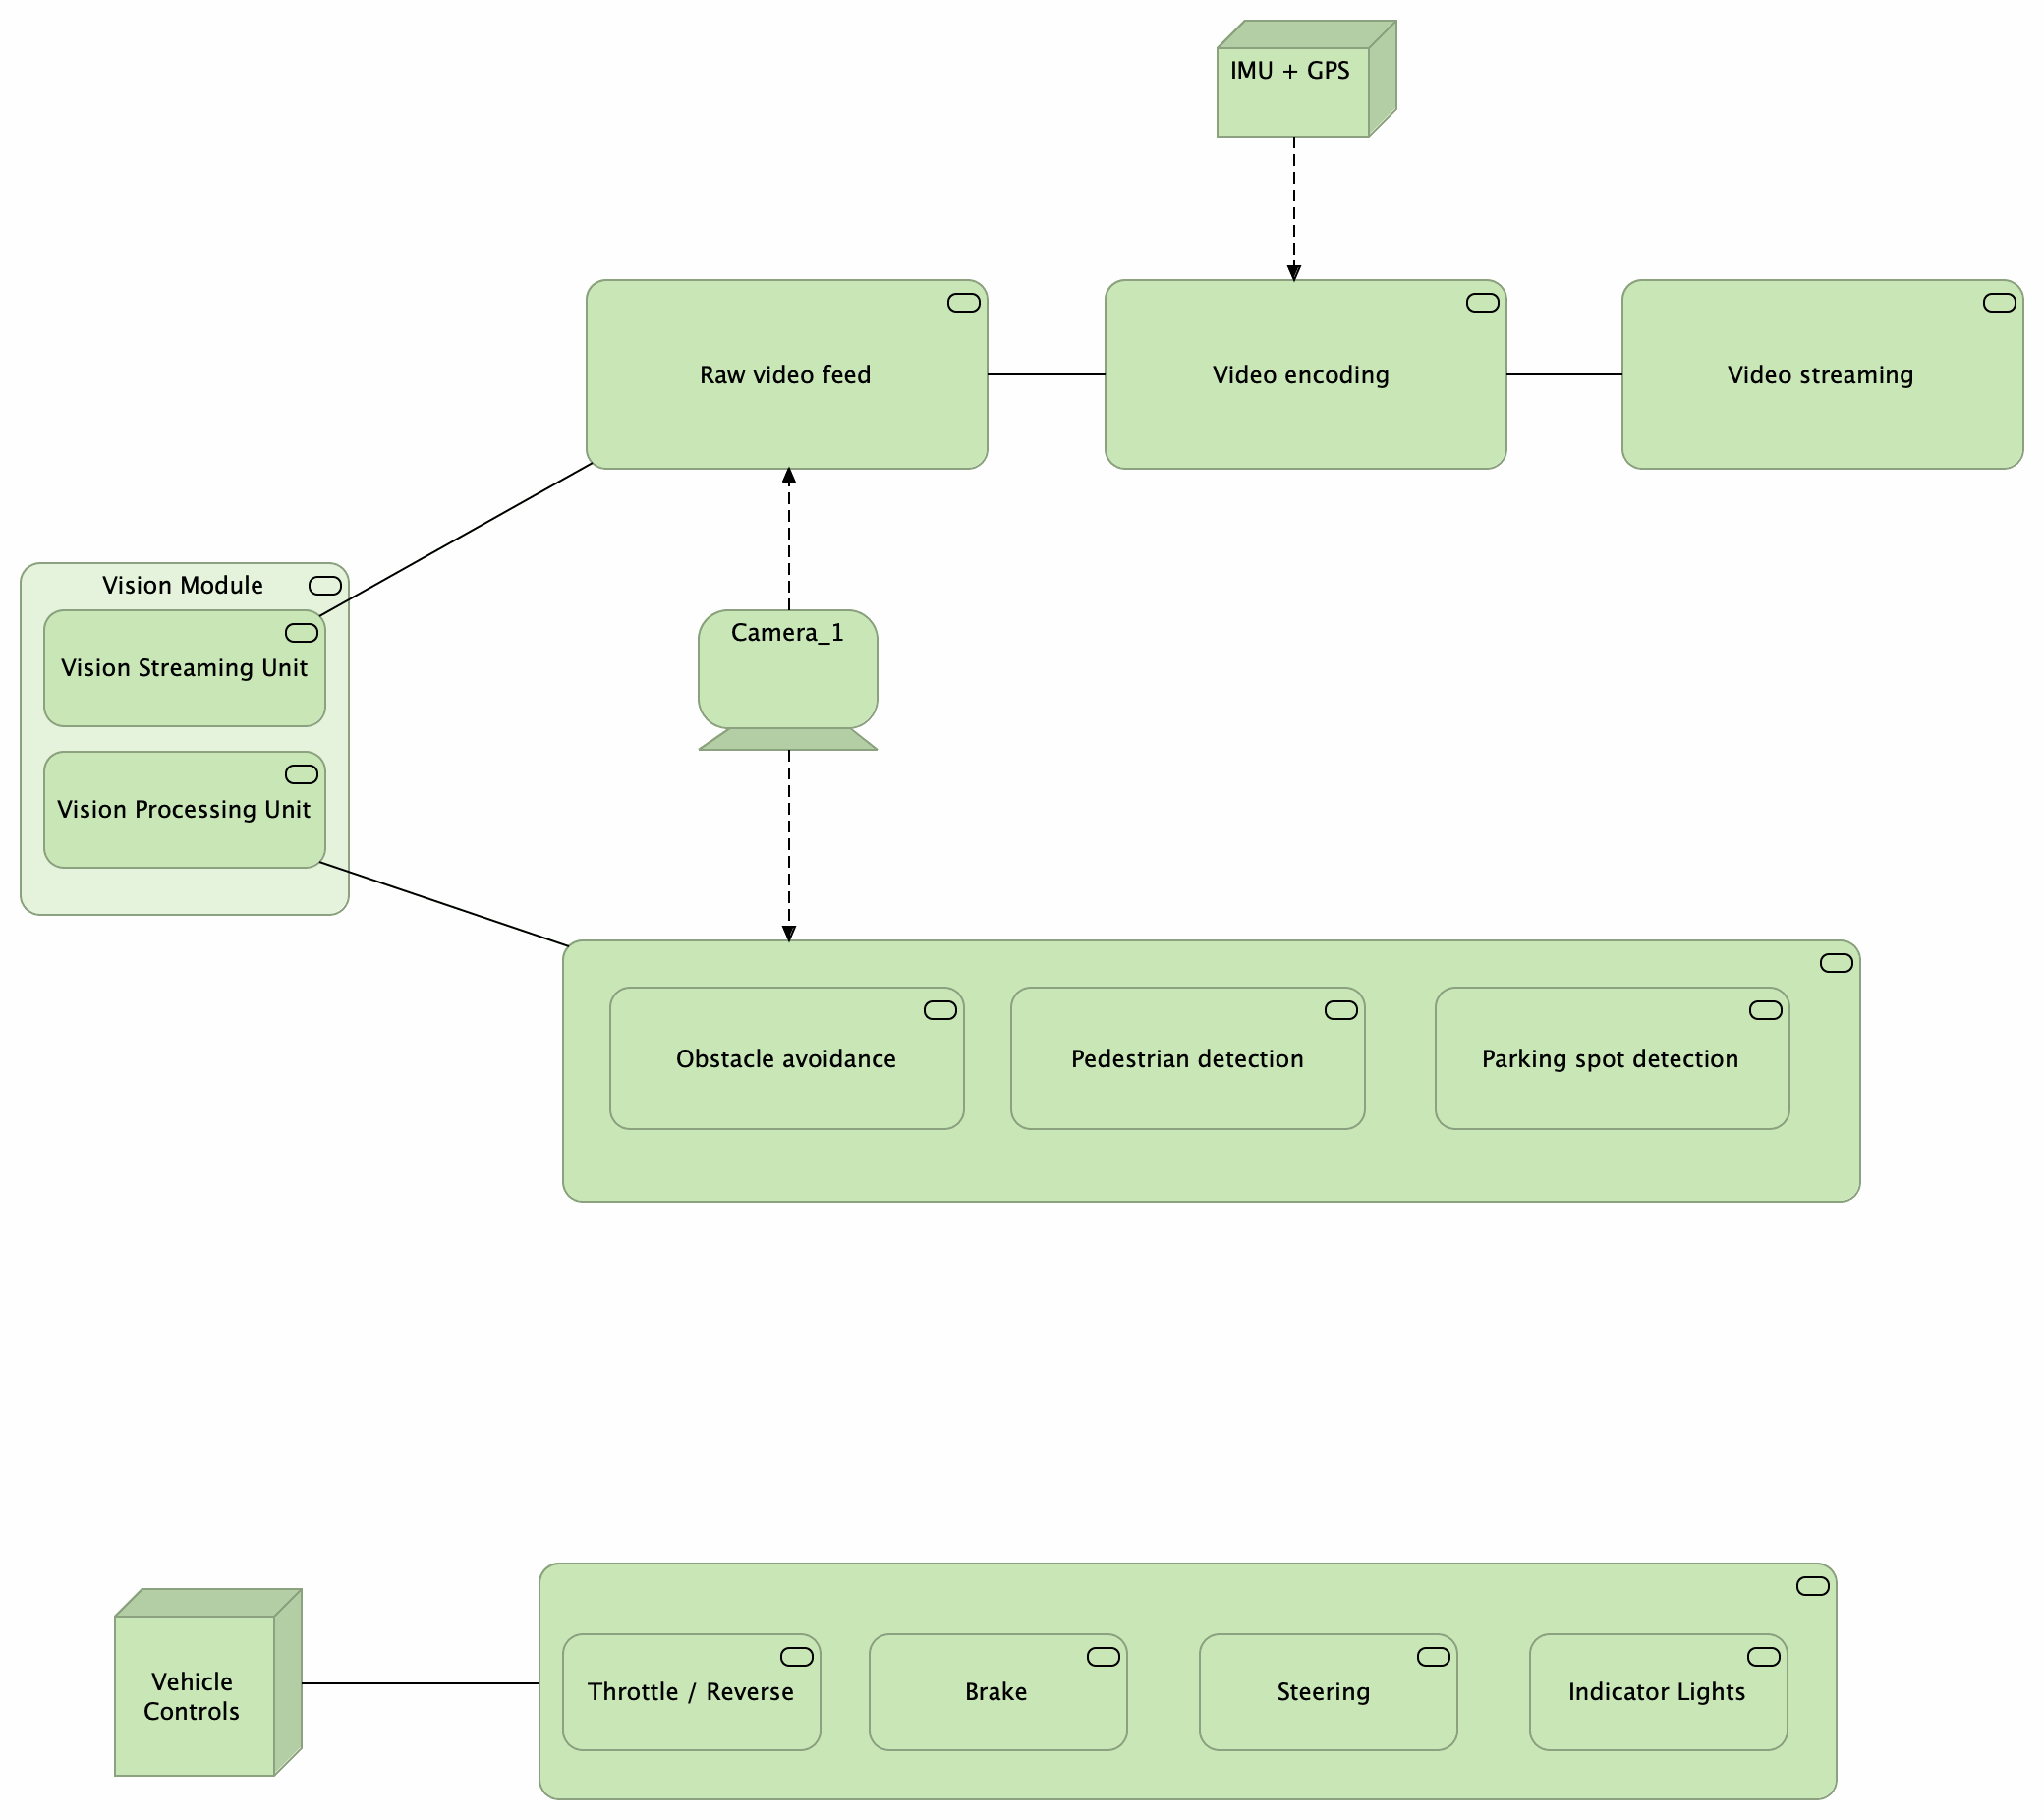 IMU + GPS
Raw video feed
Video encoding
Video streaming
Vision Module
Vision Streaming Unit
Vision Processing Unit
Camera_1
Obstacle avoidance
Pedestrian detection
Parking spot detection
Vehicle
Controls
Throttle / Reverse
Brake
Steering
Indicator Lights